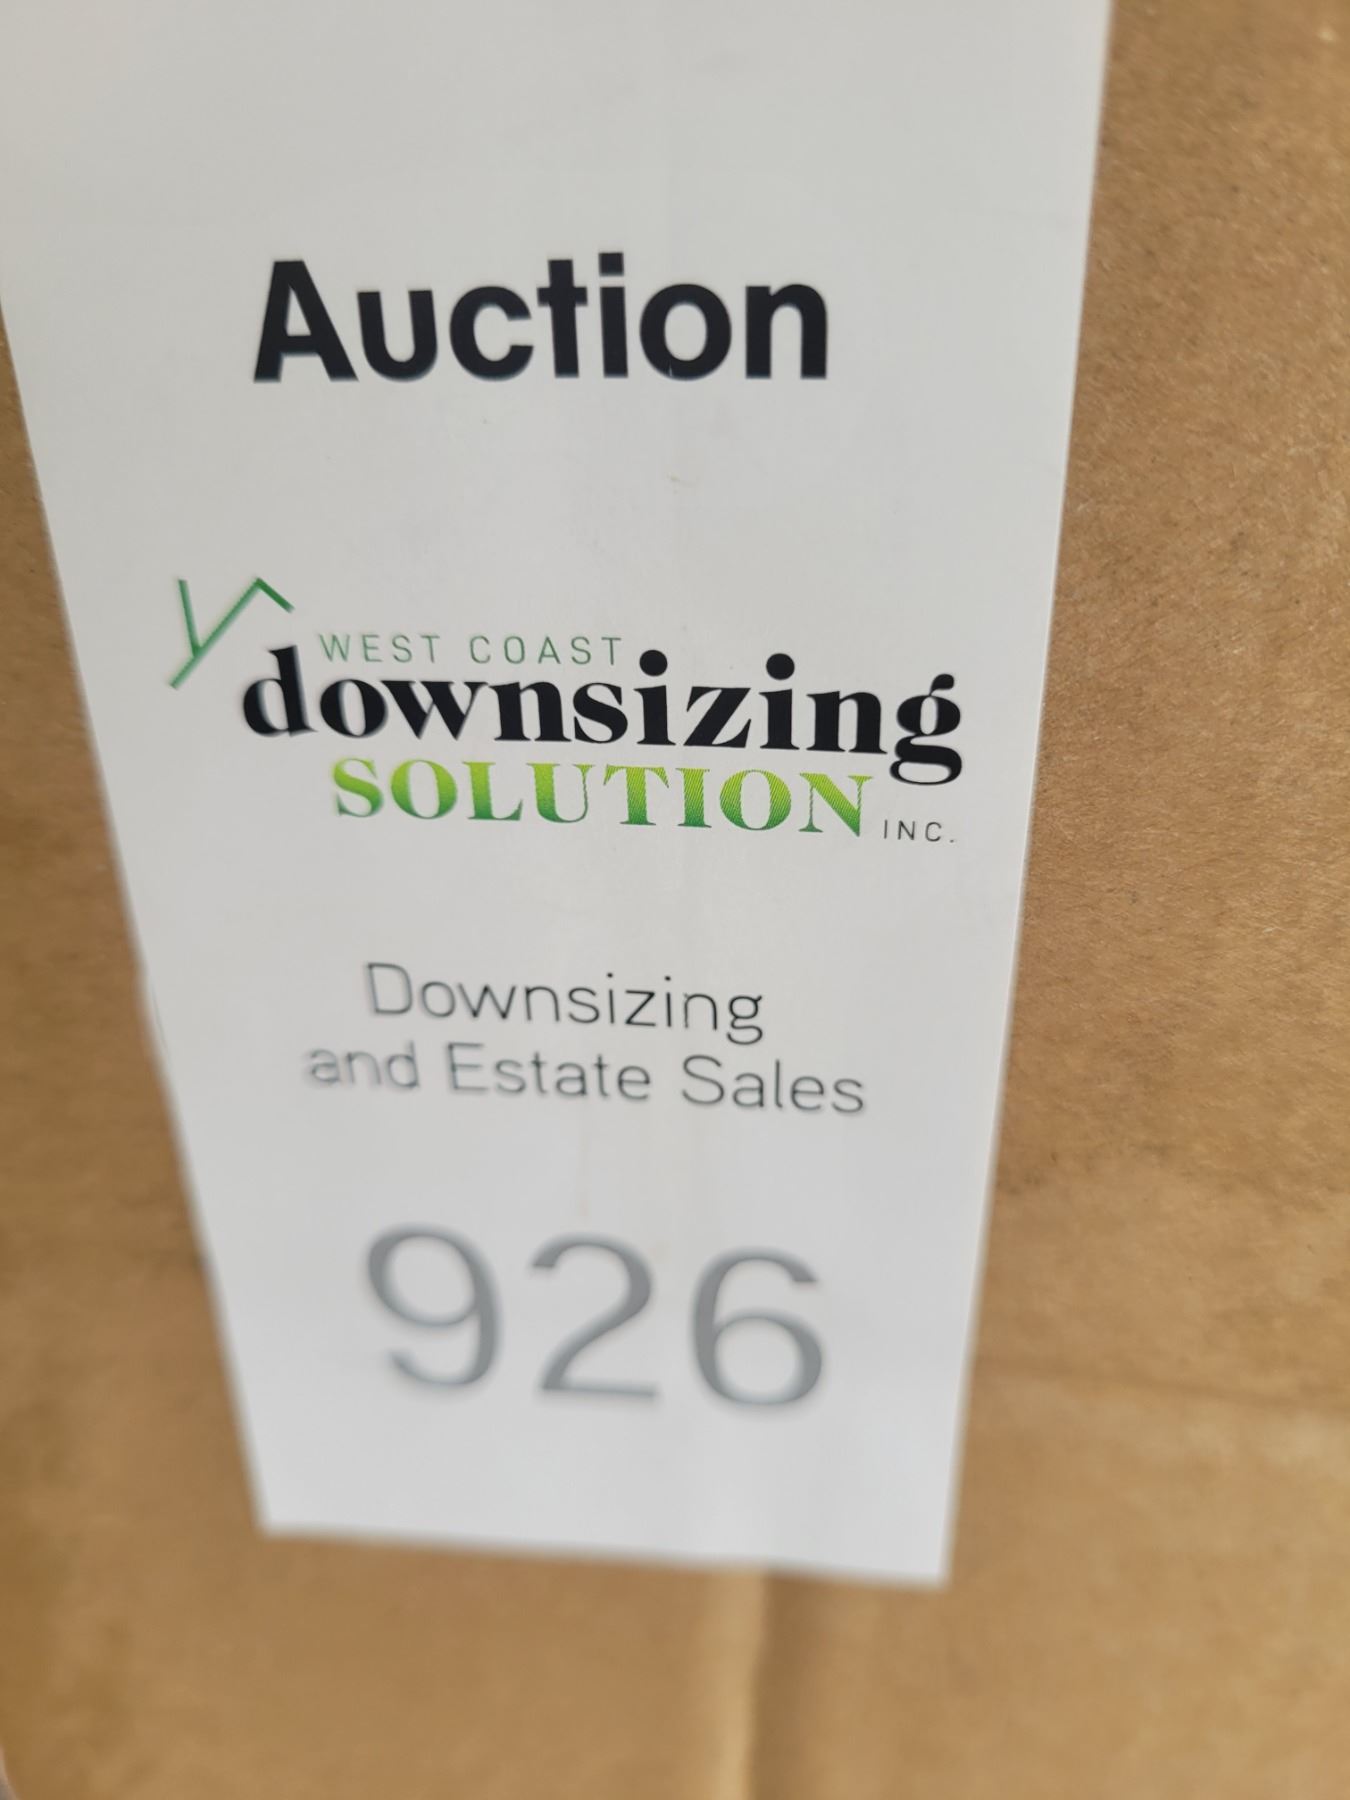 Auction
WEST COAST
downsizing
SOLUTION INC.
Downsizing
and Estate Sales
926